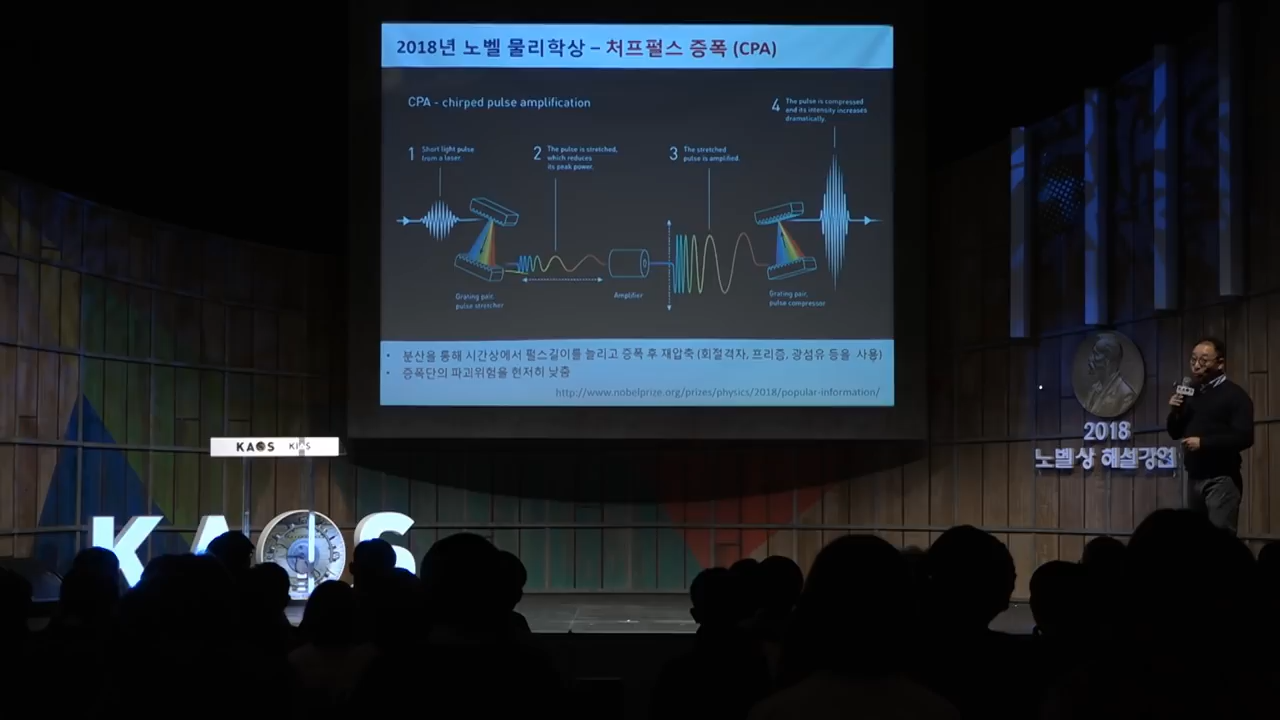 2018년 노벨 물리학상 – 처프펄스 증폭 (CPA)
CPA - chirped pulse amplification
1 Short light pulse
from a laser.
2 The pulse is stretched,
which reduces
its peak power.
3 The stretched
pulse is amplified.
4 The pulse is compressed
and its intensity increases
dramatically.
Grating pair,
pulse stretcher
Amplifier
Grating pair,
pulse compressor
• 분산을 통해 시간상에서 펄스길이를 늘리고 증폭 후 재압축 (회절격자, 프리즘, 광섬유 등을 사용)
• 증폭단의 파괴위험을 현저히 낮춤
http://www.nobelprize.org/prizes/physics/2018/popular-information/
2018
노벨상 해설강연
KAOS KIAS
KAOS